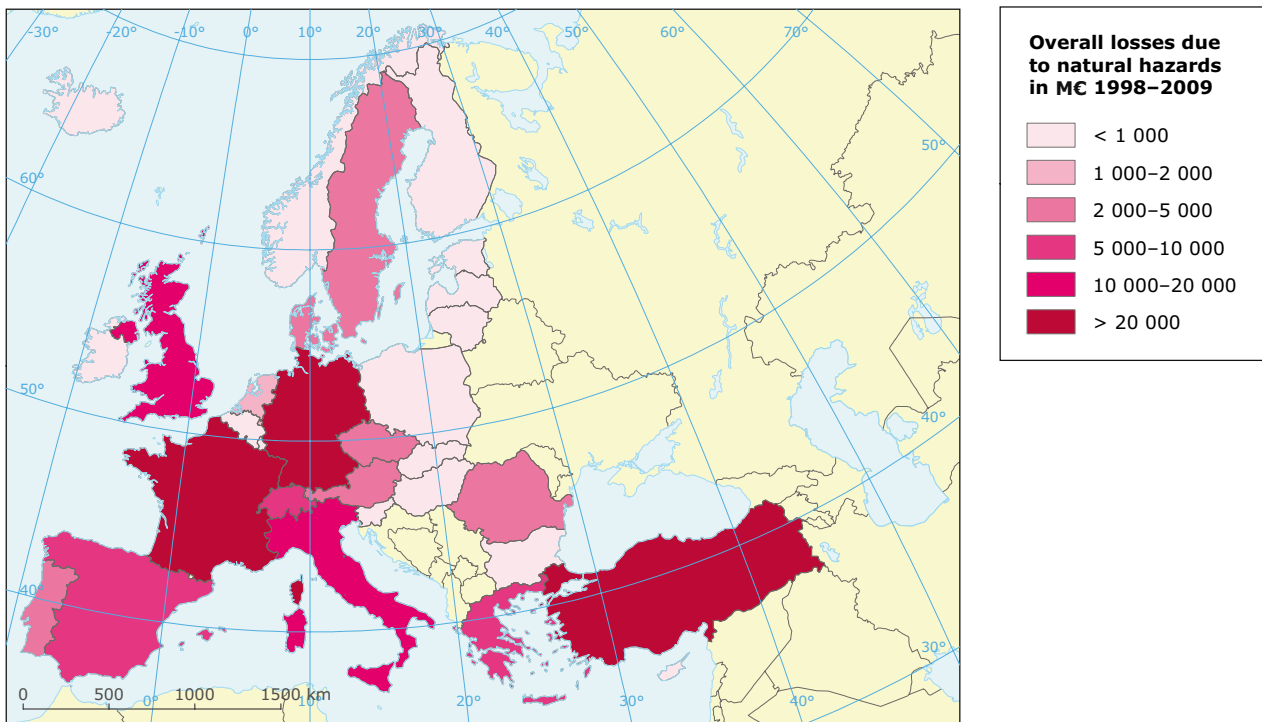 -30° -20° -10° 0° 10° 20° 30° 40° 50° 60° 70°
60°
50°
50°
40°
40°
30°
0 500 1000 1500 km
0° 10° 20° 30° 40°
Overall losses due
to natural hazards
in M€ 1998–2009
< 1 000
1 000–2 000
2 000–5 000
5 000–10 000
10 000–20 000
> 20 000